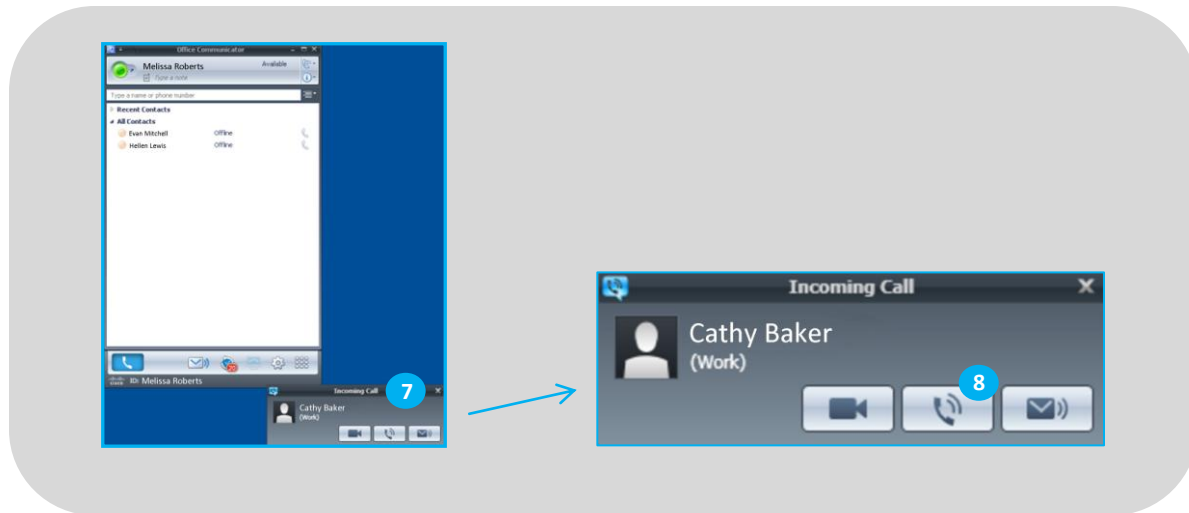 Office Communicator
Melissa Roberts
Available
Type a note
Type a name or phone number
Recent Contacts
All Contacts
Evan Mitchell Offline
Hellen Lewis Offline
ID: Melissa Roberts
Incoming Call
7
Cathy Baker
(Work)
Incoming Call
Cathy Baker
(Work)
8